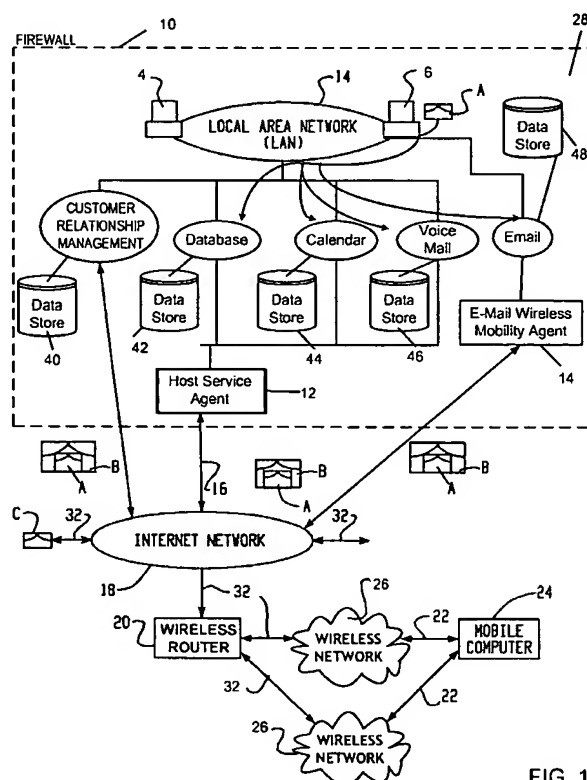 10
28
FIREWALL
4
14
6
A
LOCAL AREA NETWORK
(LAN)
Data
Store
48
CUSTOMER
RELATIONSHIP
MANAGEMENT
Database
Calendar
Voice
Mail
Email
Data
Store
40
Data
Store
42
Data
Store
44
Data
Store
46
E-Mail Wireless
Mobility Agent
14
Host Service
Agent
12
B
A
16
B
A
B
A
C
32
INTERNET NETWORK
32
18
32
20
WIRELESS
ROUTER
32
26
WIRELESS
NETWORK
22
24
MOBILE
COMPUTER
22
26
WIRELESS
NETWORK
32
FIG. 1